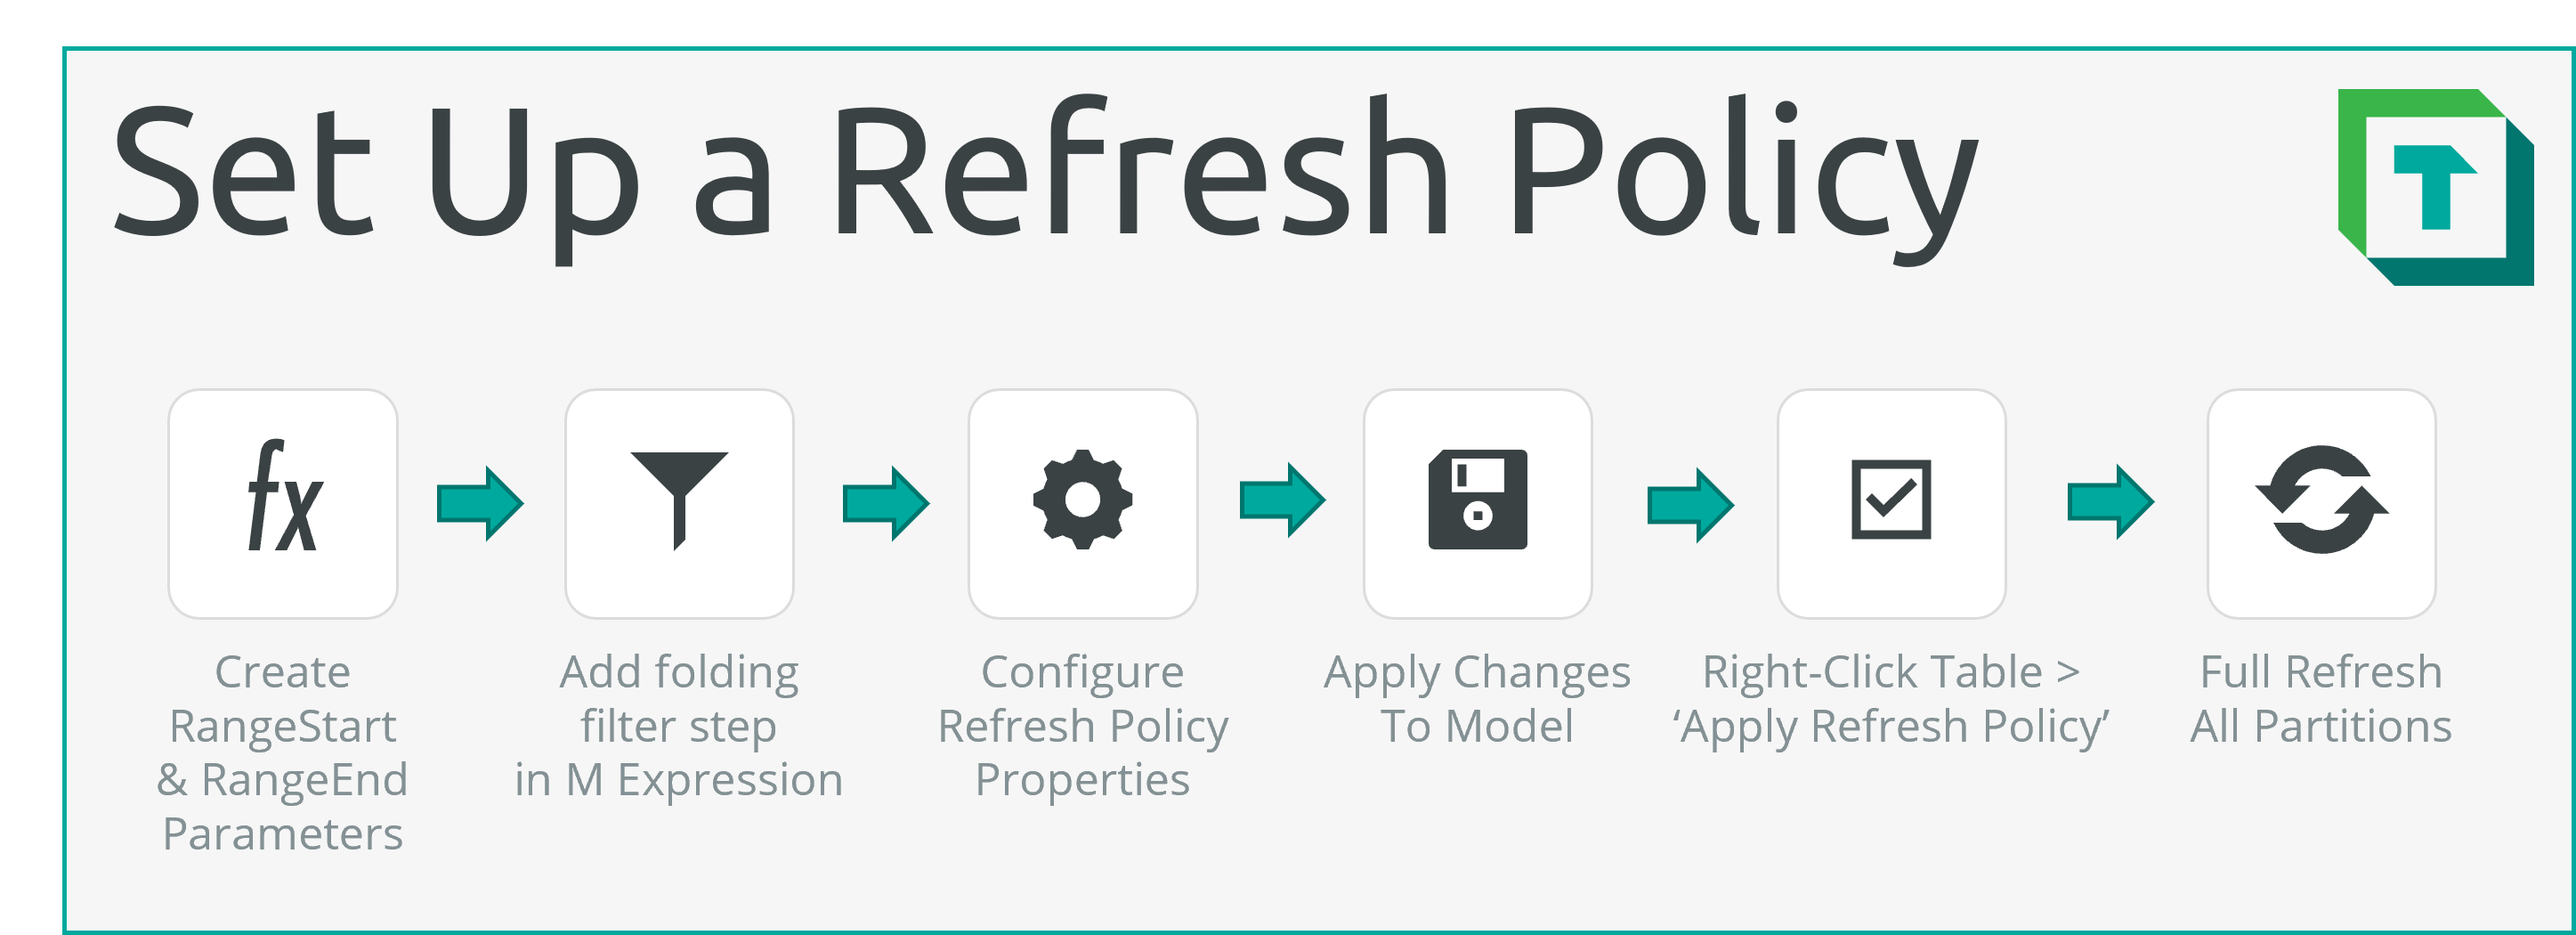 Set Up a Refresh Policy
T
fx
Create
RangeStart
& RangeEnd
Parameters
Add folding
filter step
in M Expression
Configure
Refresh Policy
Properties
Apply Changes
To Model
Right-Click Table >
‘Apply Refresh Policy’
Full Refresh
All Partitions